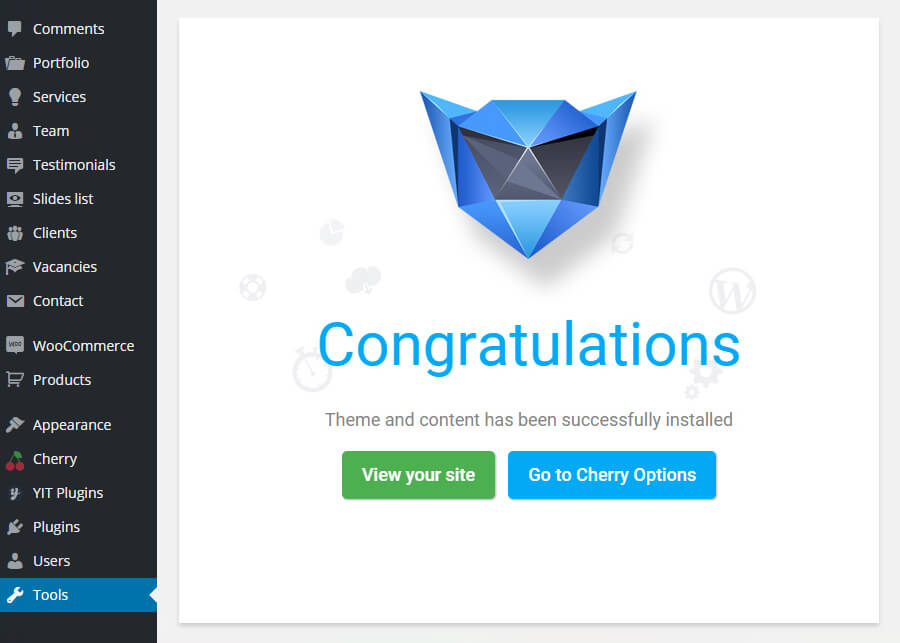 Comments
Portfolio
Services
Team
Testimonials
Slides list
Clients
Vacancies
Contact
WOO
WooCommerce
Products
Appearance
Cherry
YIT Plugins
Plugins
Users
Tools
Congratulations
Theme and content has been successfully installed
View your site
Go to Cherry Options